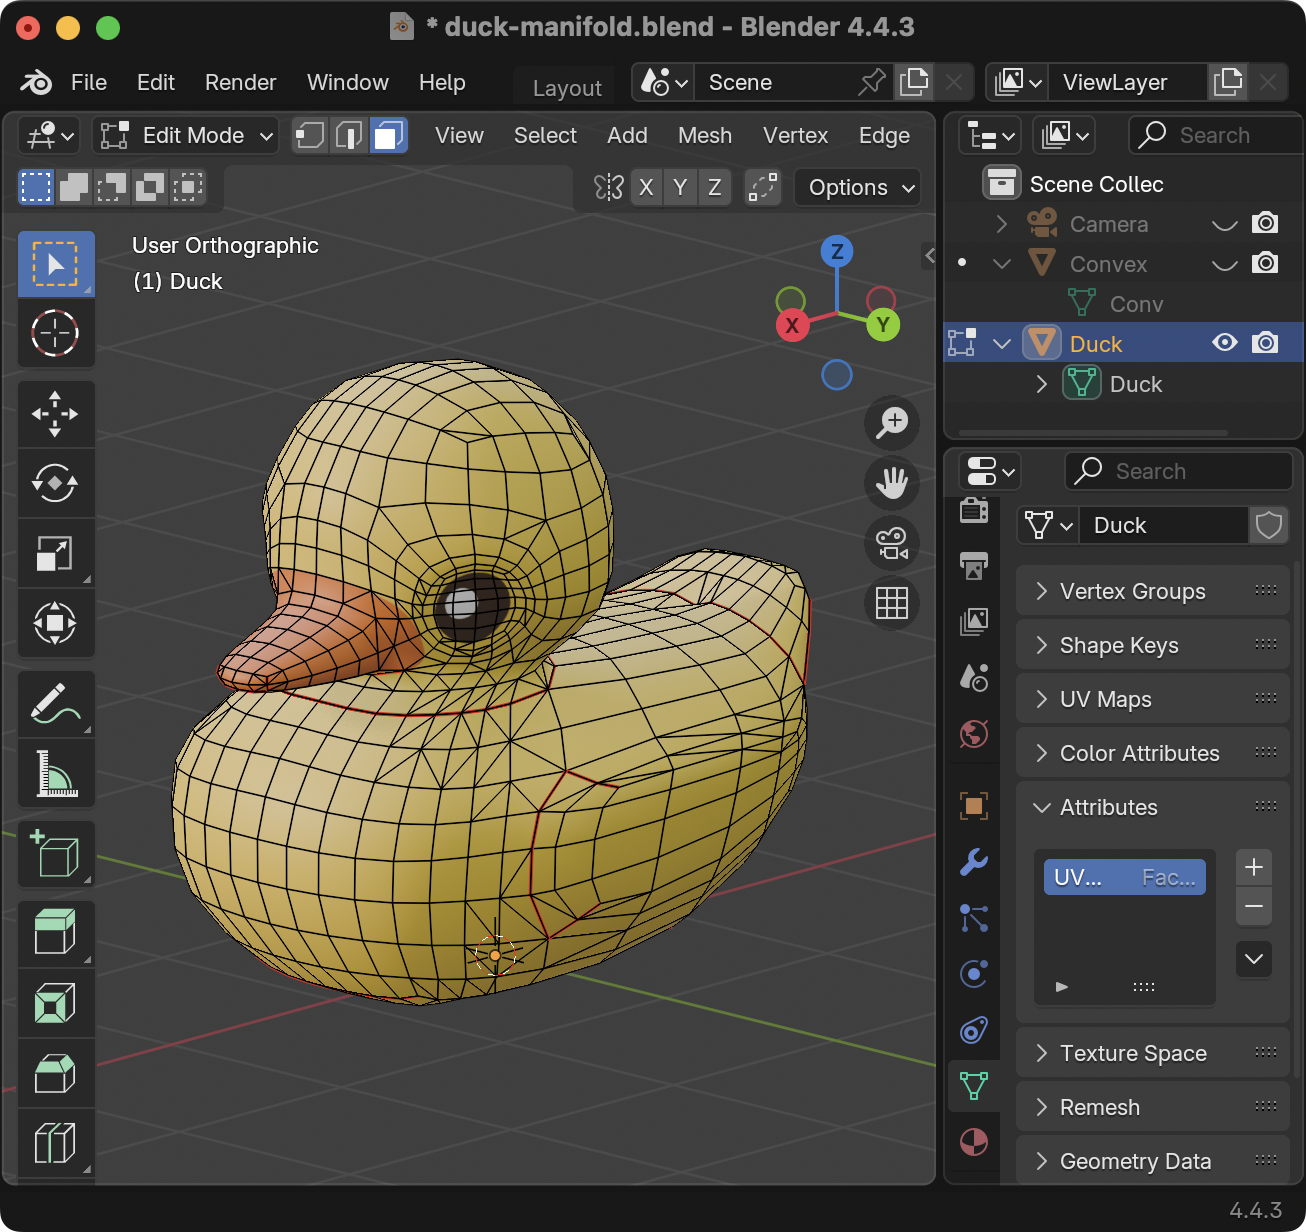 * duck-manifold.blend - Blender 4.4.3
File Edit Render Window Help Layout Scene ViewLayer
Edit Mode View Select Add Mesh Vertex Edge
X Y Z Options
User Orthographic
(1) Duck
Z
X
Y
Search
Scene Collec
Camera
Convex
Conv
Duck
Duck
Search
Duck
Vertex Groups
Shape Keys
UV Maps
Color Attributes
Attributes
UV... Fac...
Texture Space
Remesh
Geometry Data
4.4.3